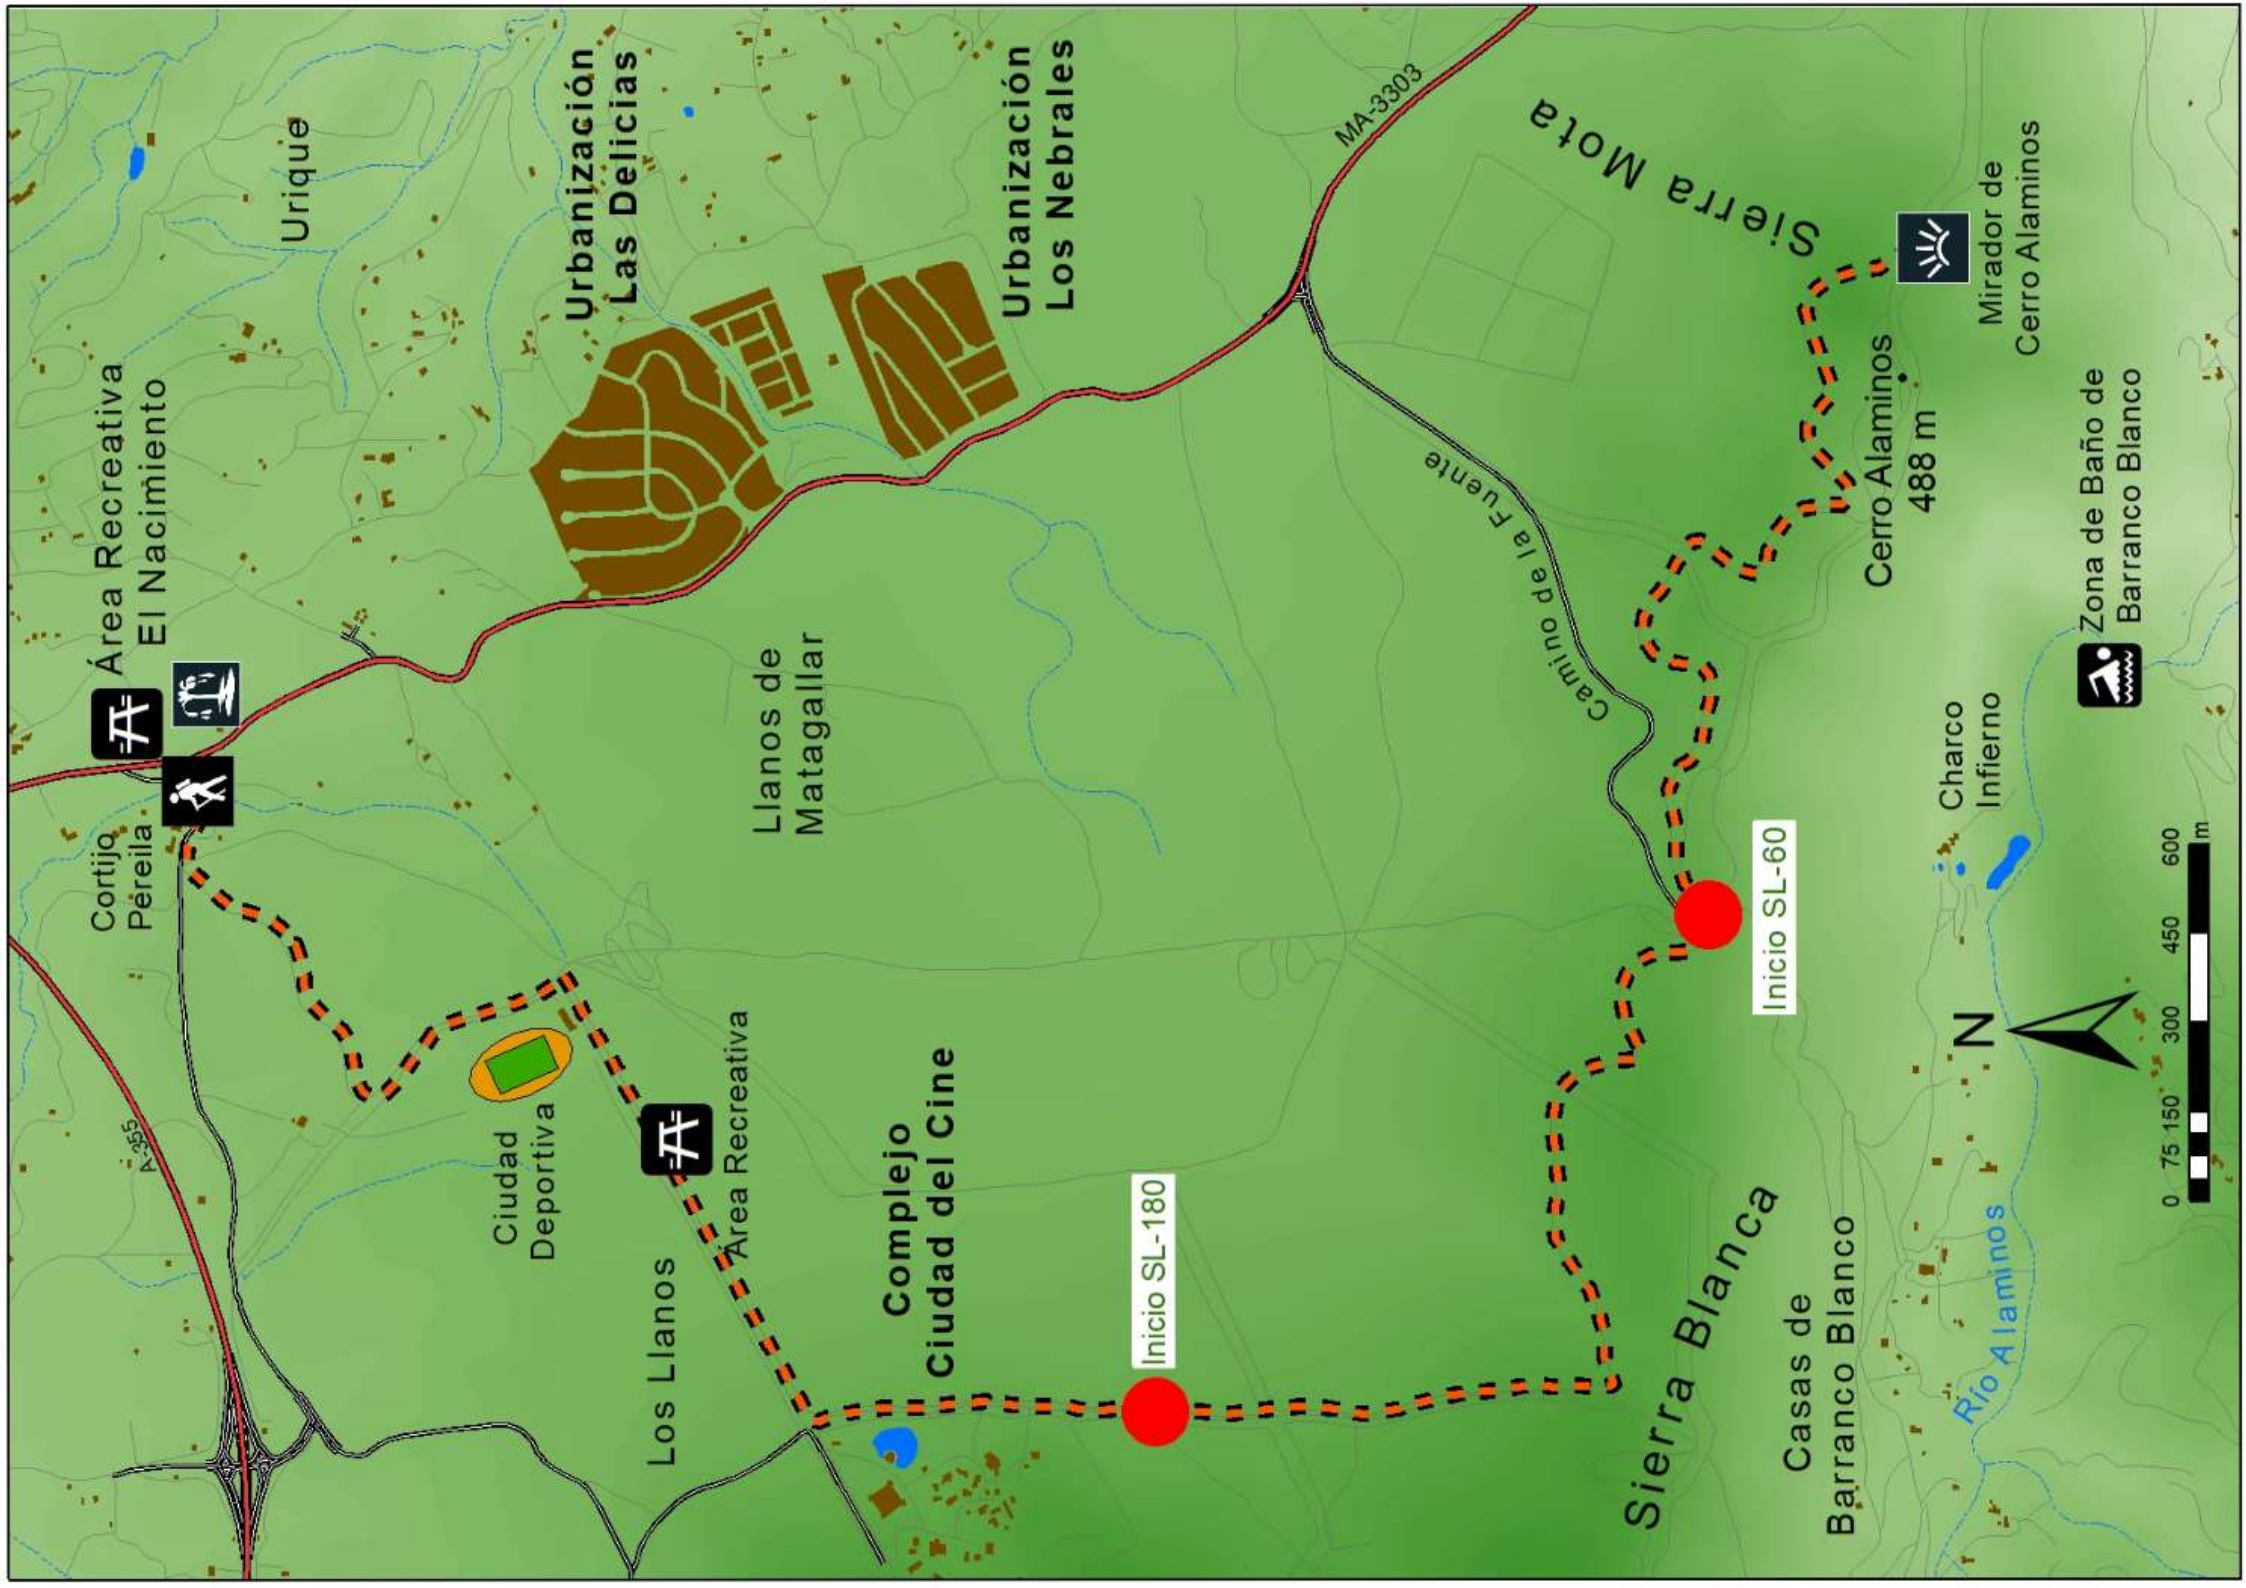 Área Recreativa
El Nacimiento
Urique
Urbanización
Las Delicias
Urbanización
Los Nebrales
MA-3303
Sierra Mota
Mirador de
Cerro Alaminos
Cerro Alaminos
488 m
Zona de Baño de
Barranco Blanco
Camino de la Fuente
Cortijo
Pereila
Llanos de
Matagallar
Charco
Infierno
Inicio SL-60
A-355
Ciudad
Deportiva
Área Recreativa
Los Llanos
Complejo
Ciudad del Cine
Inicio SL-180
Sierra Blanca
Casas de
Barranco Blanco
Río Alaminos
N
0 75 150 300 450 600
m